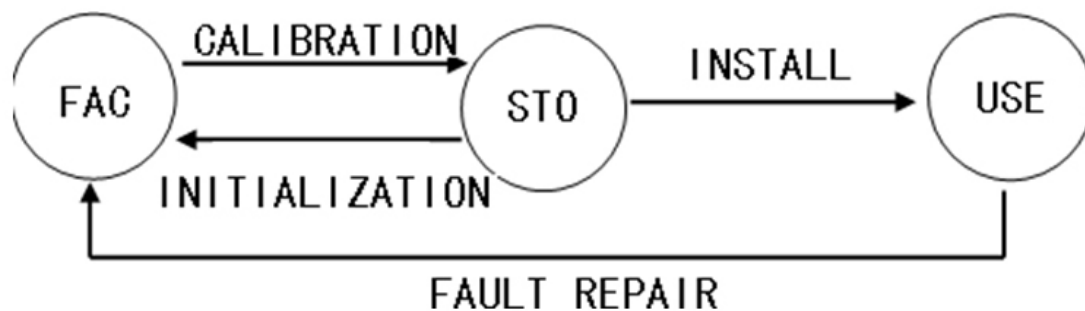 CALIBRATION
INSTALL
FAC
STO
USE
INITIALIZATION
FAULT REPAIR